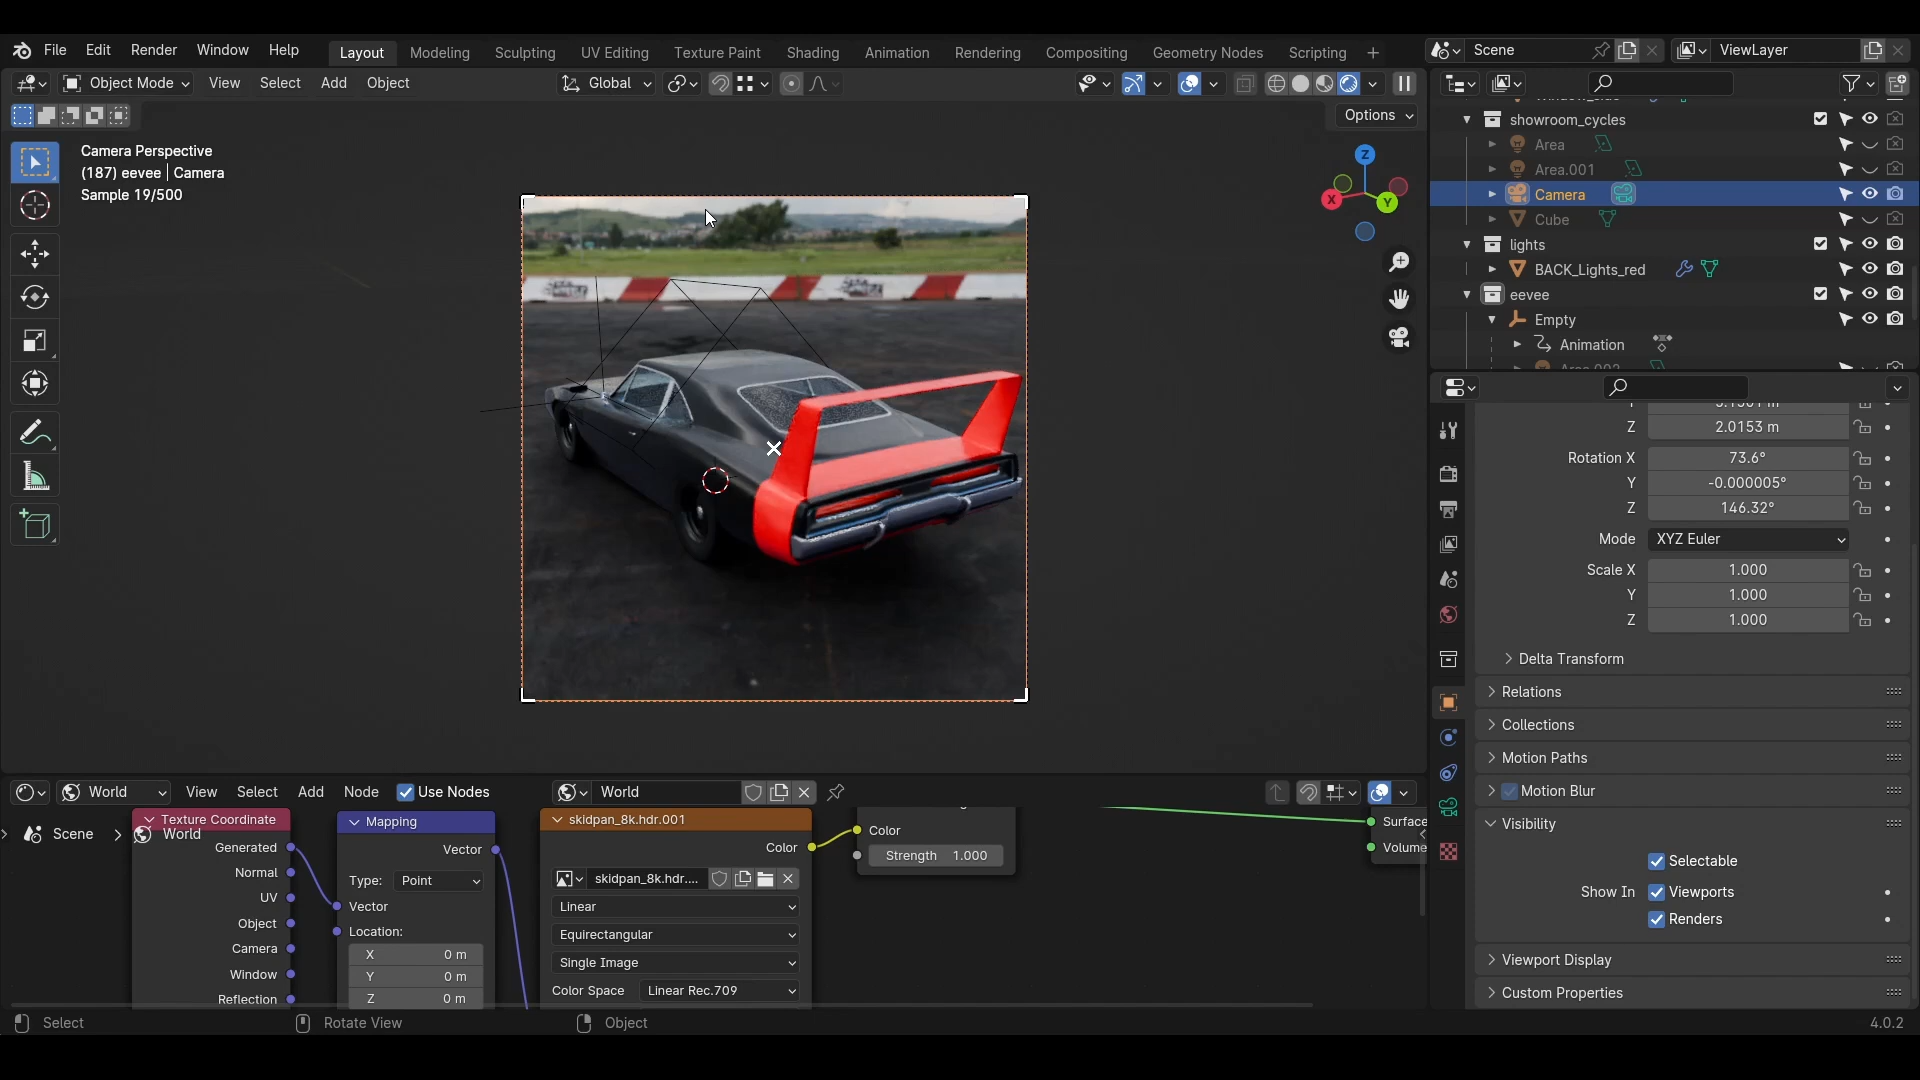 File Edit Render Window Help Layout Modeling Sculpting UV Editing Texture Paint Shading Animation Rendering Compositing Geometry Nodes Scripting Scene ViewLayer
Object Mode View Select Add Object Global
Options
Camera Perspective
(187) eevee | Camera
Sample 19/500
Z
X
Y
showroom_cycles
Area
Area.001
Camera
Cube
lights
BACK_Lights_red
eevee
Empty
Animation
Z 2.0153 m
Rotation X 73.6°
Y -0.000005°
Z 146.32°
Mode XYZ Euler
Scale X 1.000
Y 1.000
Z 1.000
Delta Transform
Relations
Collections
Motion Paths
Motion Blur
Visibility
Selectable
Show In Viewports
Renders
Viewport Display
Custom Properties
World View Select Add Node Use Nodes World
Scene World
Texture Coordinate
Generated
Normal
UV
Object
Camera
Window
Reflection
Mapping
Vector
Type: Point
Vector
Location:
X 0 m
Y 0 m
Z 0 m
skidpan_8k.hdr.001
Color
skidpan_8k.hdr....
Linear
Equirectangular
Single Image
Color Space Linear Rec.709
Color
Strength 1.000
Surface
Volume
Select Rotate View Object 4.0.2